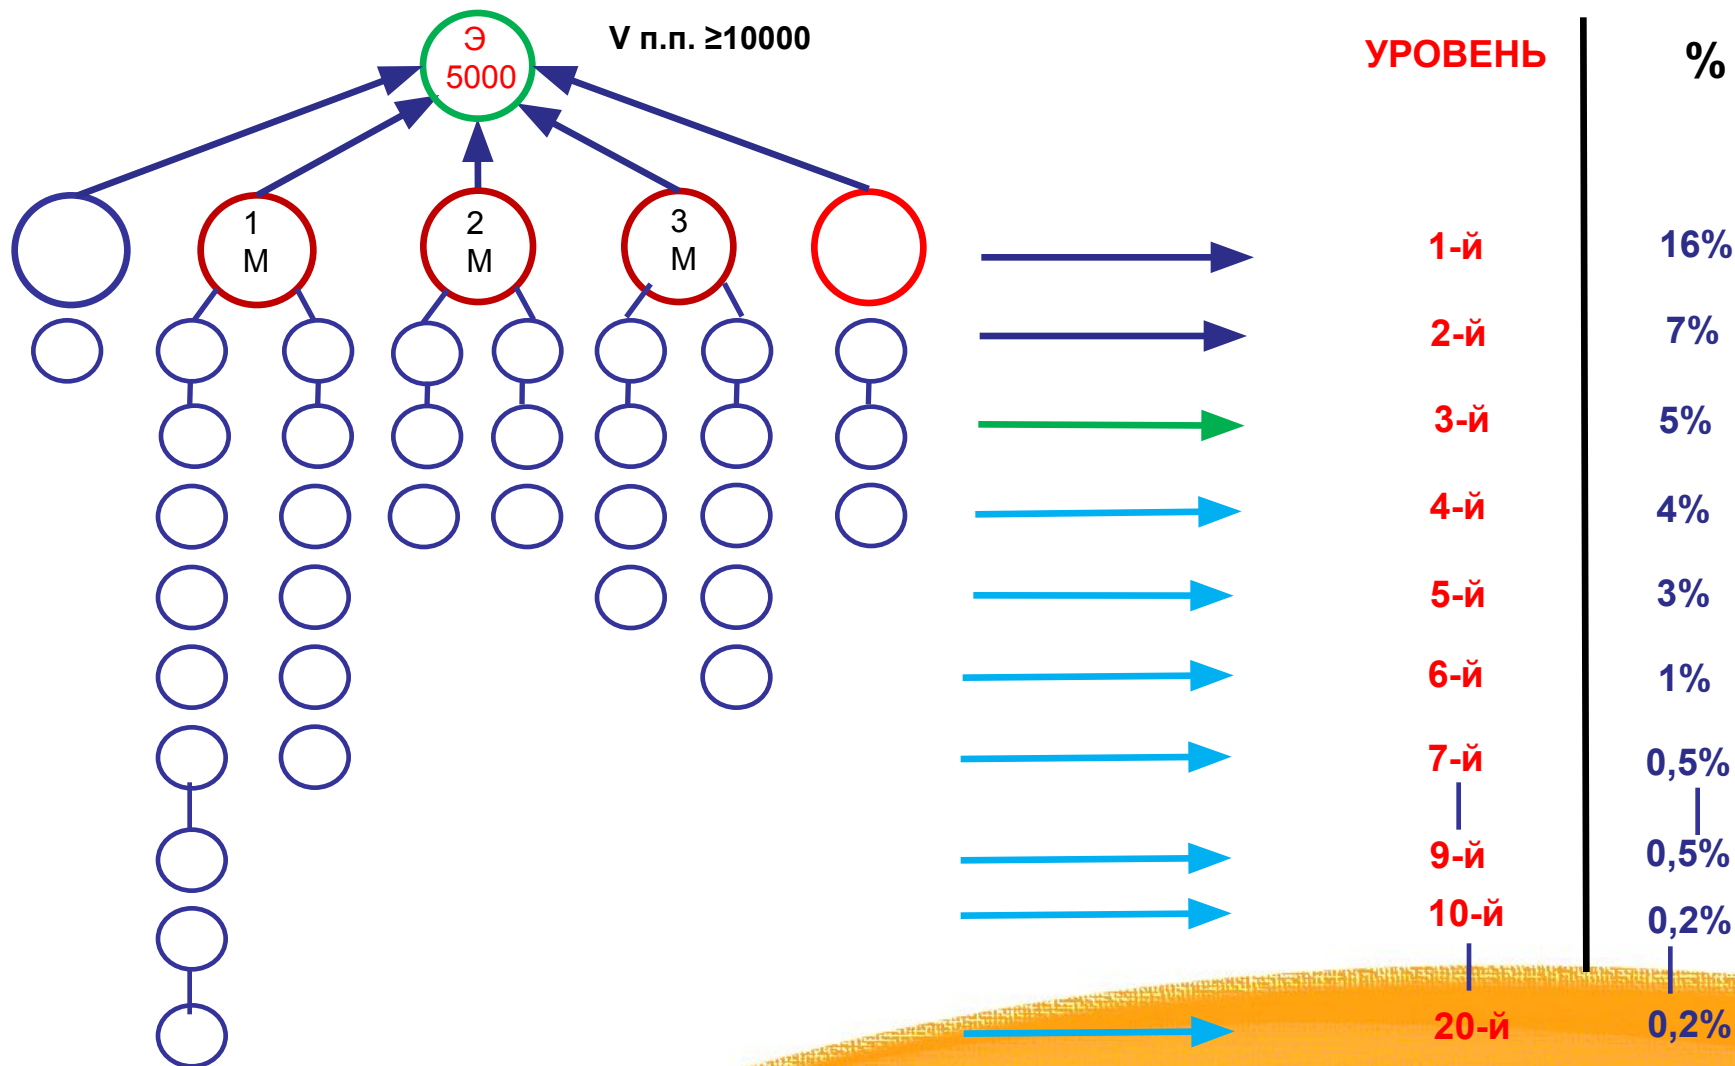 Э
5000
V п.п. ≥10000
УРОВЕНЬ
%
1
М
2
М
3
М
1-й
16%
2-й
7%
3-й
5%
4-й
4%
5-й
3%
6-й
1%
7-й
0,5%
9-й
0,5%
10-й
0,2%
20-й
0,2%